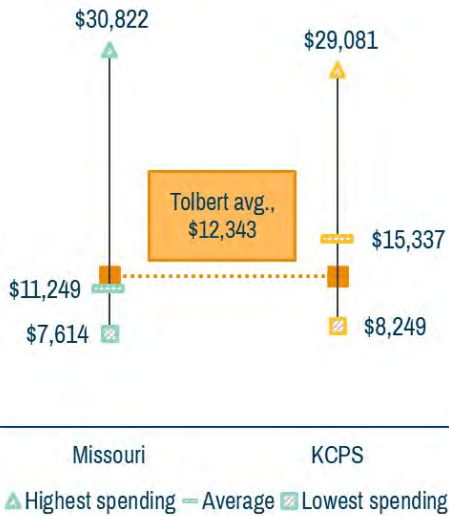 $30,822
$29,081
Tolbert avg.,
$12,343
$15,337
$11,249
$7,614
$8,249
Missouri
KCPS
Highest spending
Average
Lowest spending